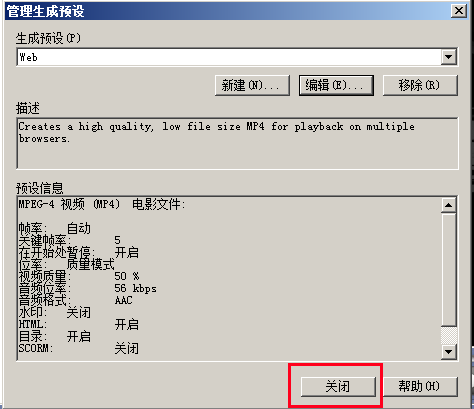 管理生成预设
生成预设(P)
Web
新建(N)... 编辑(E)... 移除(R)
描述
Creates a high quality, low file size MP4 for playback on multiple
browsers.
预设信息
MPEG-4 视频 (MP4) 电影文件:
帧率: 自动
关键帧率: 5
在开始处暂停: 开启
位率: 质量模式
视频质量: 50 %
音频位率: 56 kbps
音频格式: AAC
水印: 关闭
HTML: 开启
目录: 开启
SCORM: 关闭
关闭 帮助(H)